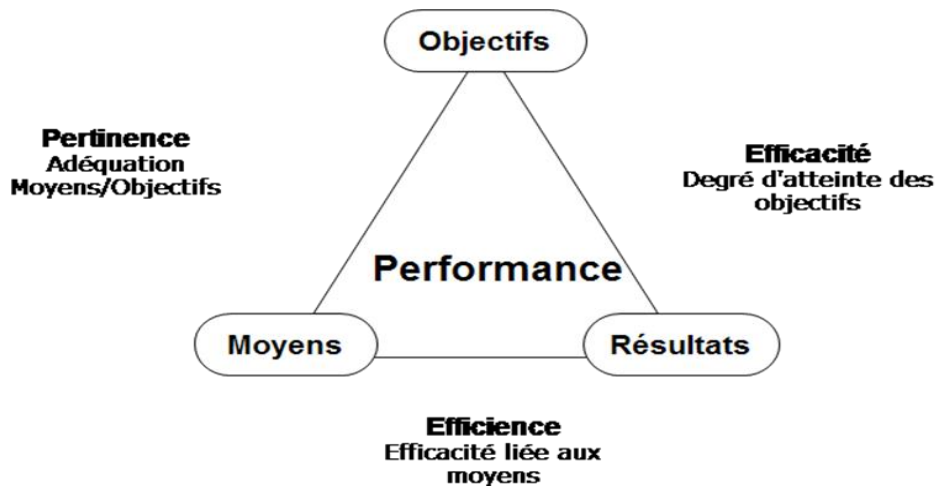 Objectifs
Pertinence
Adéquation
Moyens/Objectifs
Efficacité
Degré d'atteinte des
objectifs
Performance
Moyens
Résultats
Efficience
Efficacité liée aux
moyens